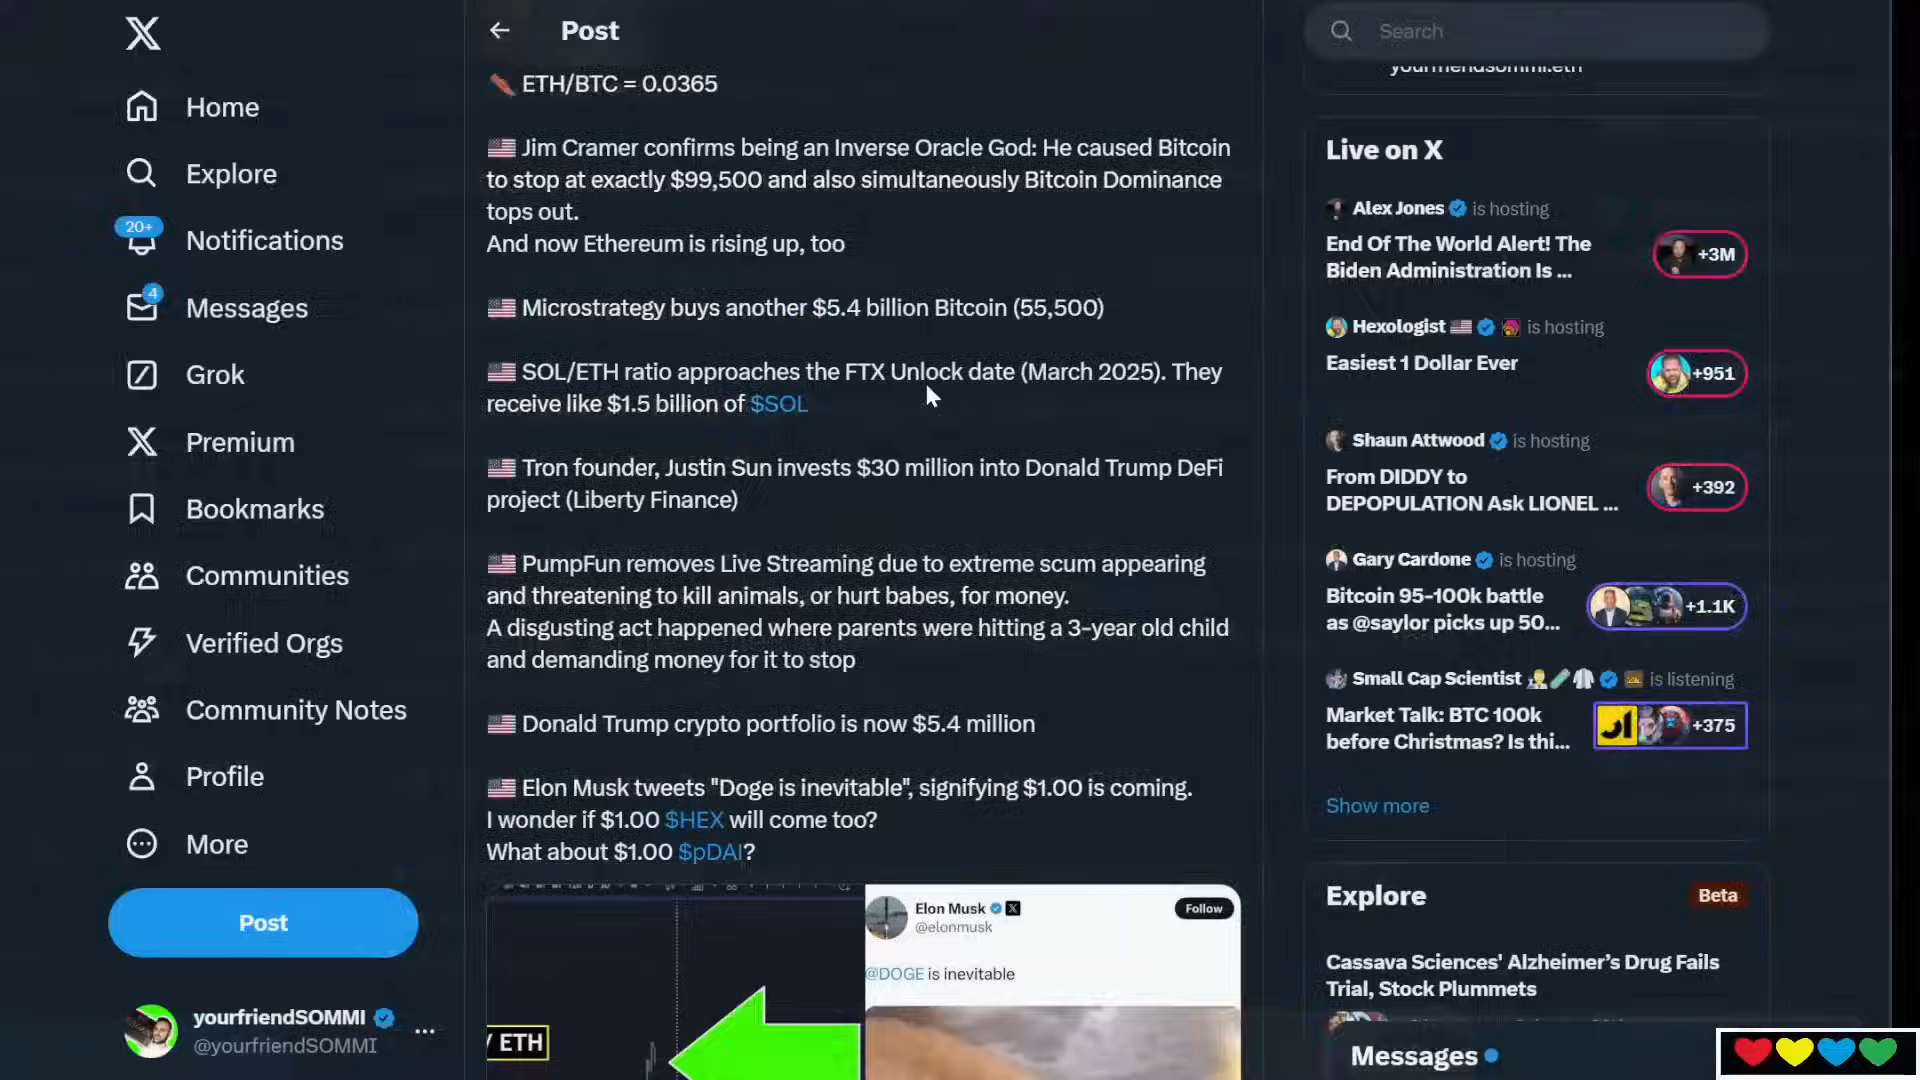 Home
Explore
20+
Notifications
4
Messages
Grok
Premium
Bookmarks
Communities
Verified Orgs
Community Notes
Profile
More
Post
yourfriendSOMMI
@yourfriendSOMMI
Post
ETH/BTC = 0.0365
Jim Cramer confirms being an Inverse Oracle God: He caused Bitcoin
to stop at exactly $99,500 and also simultaneously Bitcoin Dominance
tops out.
And now Ethereum is rising up, too
Microstrategy buys another $5.4 billion Bitcoin (55,500)
SOL/ETH ratio approaches the FTX Unlock date (March 2025). They
receive like $1.5 billion of $SOL
Tron founder, Justin Sun invests $30 million into Donald Trump DeFi
project (Liberty Finance)
PumpFun removes Live Streaming due to extreme scum appearing
and threatening to kill animals, or hurt babes, for money.
A disgusting act happened where parents were hitting a 3-year old child
and demanding money for it to stop
Donald Trump crypto portfolio is now $5.4 million
Elon Musk tweets "Doge is inevitable", signifying $1.00 is coming.
I wonder if $1.00 $HEX will come too?
What about $1.00 $pDAI?
/ ETH
Elon Musk
@elonmusk
Follow
@DOGE is inevitable
Search
yourfriendsommi.eth
Live on X
Alex Jones is hosting
End Of The World Alert! The
Biden Administration Is ...
+3M
Hexologist is hosting
Easiest 1 Dollar Ever
+951
Shaun Attwood is hosting
From DIDDY to
DEPOPULATION Ask LIONEL ...
+392
Gary Cardone is hosting
Bitcoin 95-100k battle
as @saylor picks up 50...
+1.1K
Small Cap Scientist is listening
Market Talk: BTC 100k
before Christmas? Is thi...
+375
Show more
Explore
Beta
Cassava Sciences' Alzheimer's Drug Fails
Trial, Stock Plummets
Messages